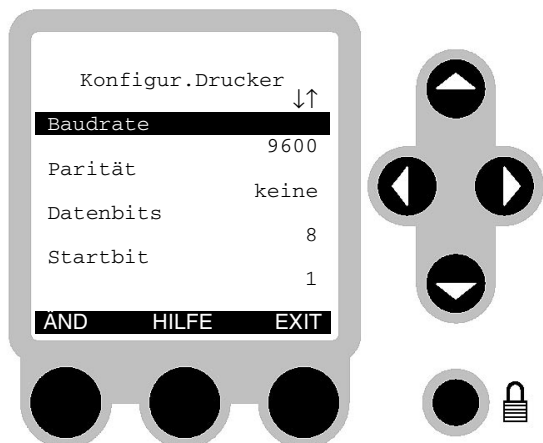 Konfigur.Drucker
↓↑
Baudrate
9600
Parität
keine
Datenbits
8
Startbit
1
ÄND HILFE EXIT